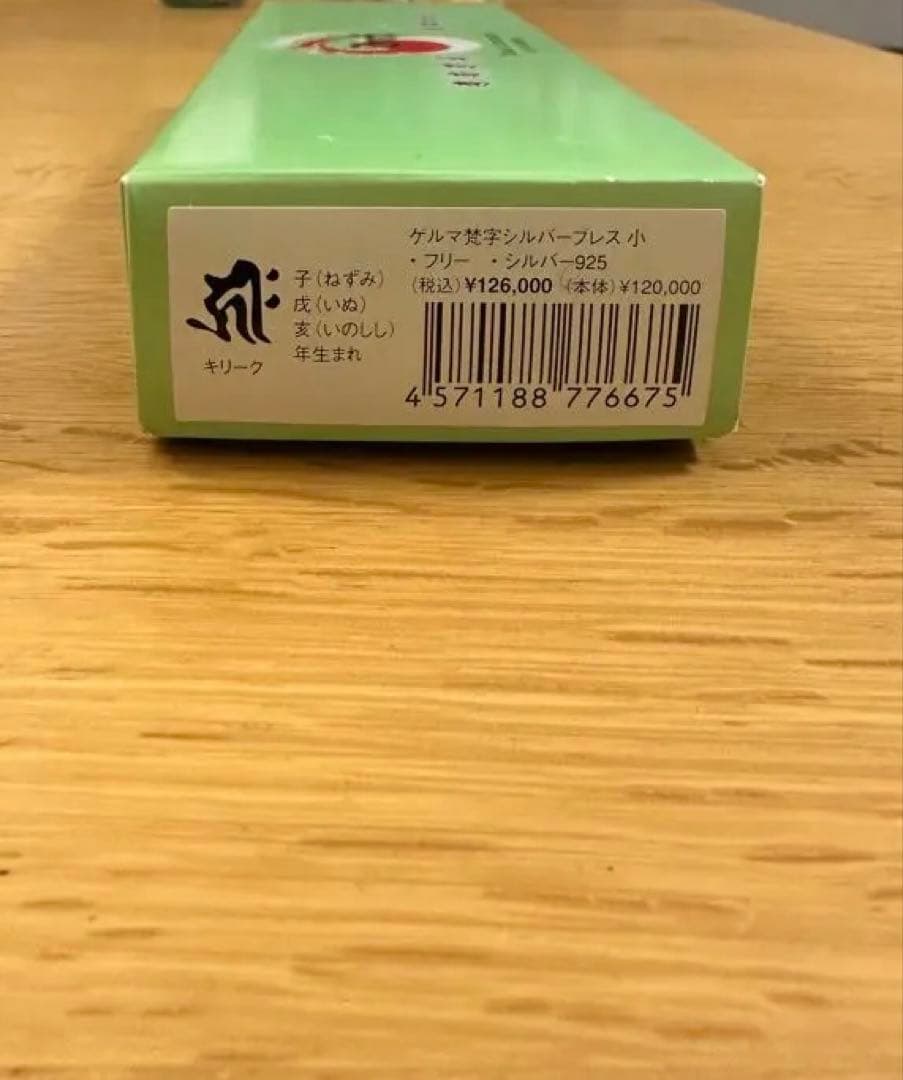 ゲルマ梵字シルバーブレス 小
・フリー ・シルバー925
(税込)¥126,000 (本体)¥120,000
子(ねずみ)
戌(いぬ)
亥(いのしし)
年生まれ
キリーク
4 571188 776675